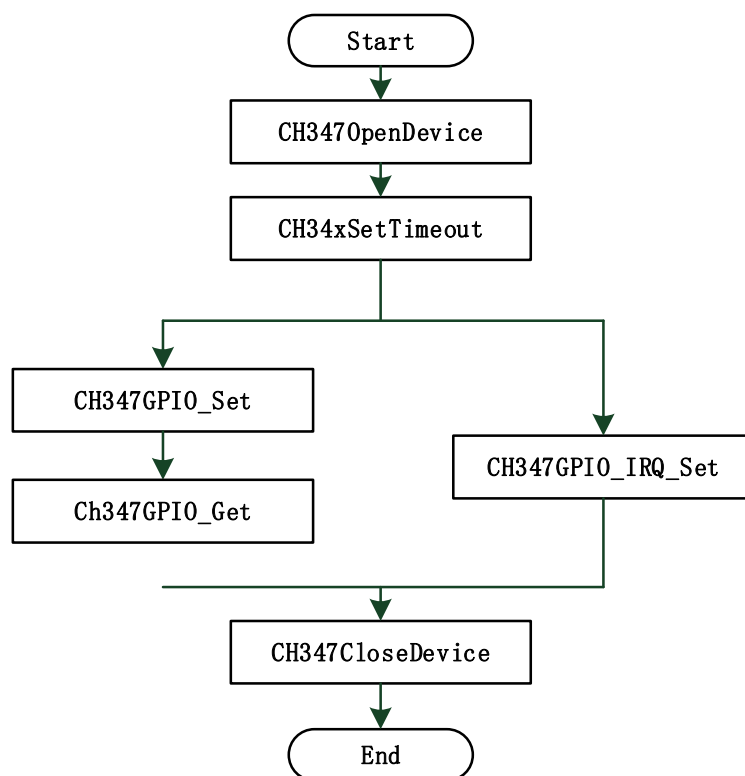 Start
CH347OpenDevice
CH34xSetTimeout
CH347GPIO_Set
CH347GPIO_IRQ_Set
Ch347GPIO_Get
CH347CloseDevice
End